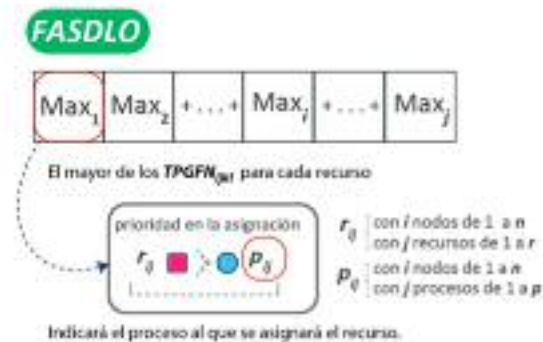 FASDLO
Max₁ Max₂ + . . . + Maxᵢ + . . . + Maxⱼ
El mayor de los TPGFN para cada recurso
prioridad en la asignación
rᵢⱼ pᵢⱼ
rᵢⱼ con i nodos de 1 a n
con j recursos de 1 a r
pᵢⱼ con i nodos de 1 a n
con j procesos de 1 a p
Indicará el proceso al que se asignará el recurso.